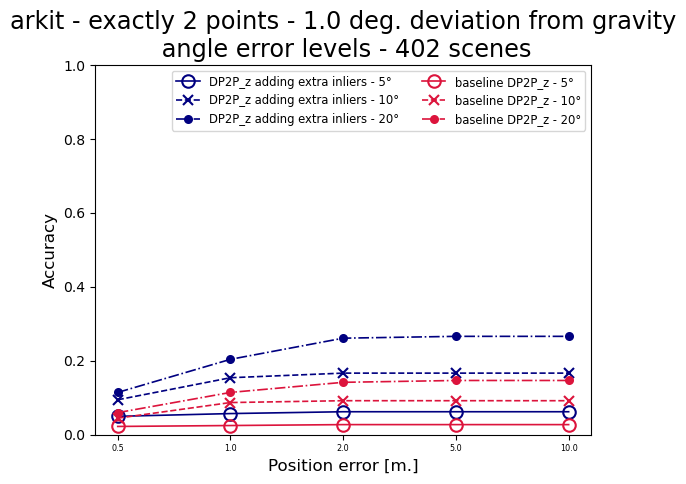 arkit - exactly 2 points - 1.0 deg. deviation from gravity
angle error levels - 402 scenes
DP2P_z adding extra inliers - 5°
DP2P_z adding extra inliers - 10°
DP2P_z adding extra inliers - 20°
baseline DP2P_z - 5°
baseline DP2P_z - 10°
baseline DP2P_z - 20°
Accuracy
1.0
0.8
0.6
0.4
0.2
0.0
0.5 1.0 2.0 5.0 10.0
Position error [m.]